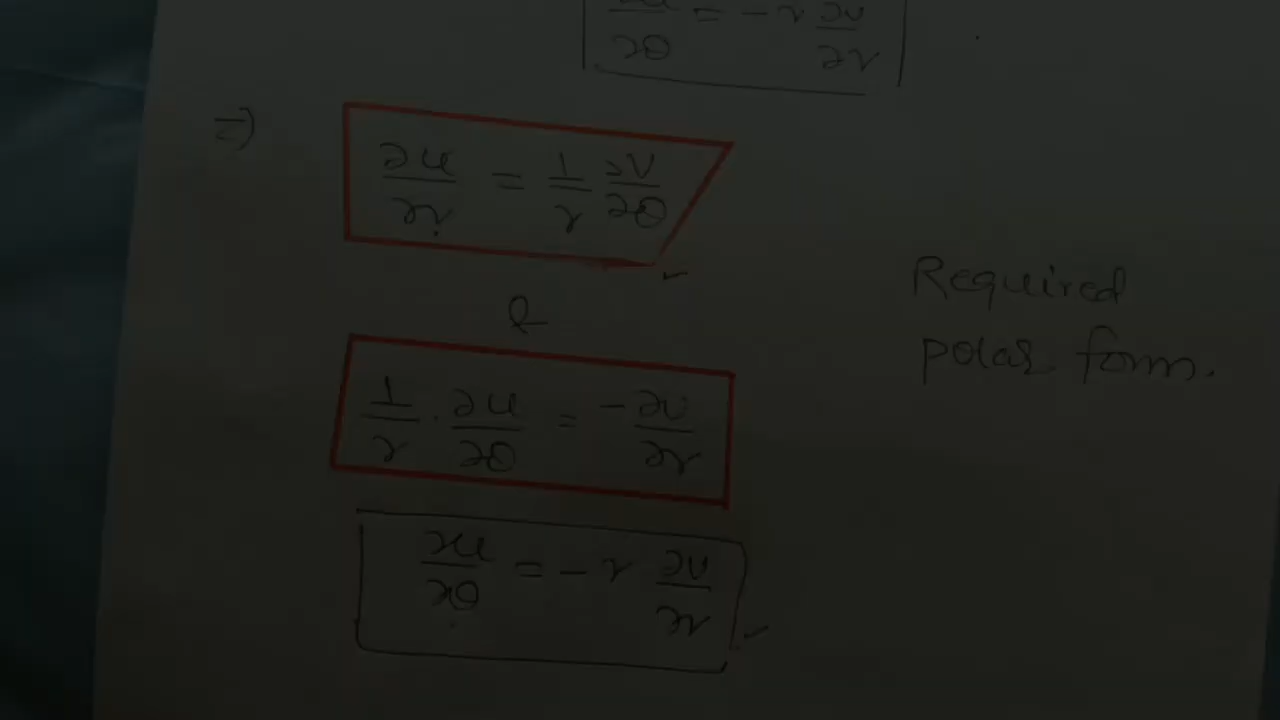 ∂u/∂θ = - r ∂v/∂r
⇒) ∂u/∂r = 1/r ∂v/∂θ
&
Required
polar form.
1/r · ∂u/∂θ = -∂v/∂r
∂u/∂θ = - r ∂v/∂r